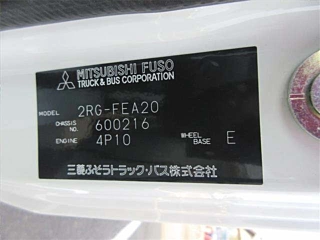 MITSUBISHI FUSO
TRUCK & BUS CORPORATION
MODEL 2RG-FEA20
CHASSIS NO. 600216
ENGINE 4P10 WHEEL BASE E
三菱ふそうトラック・バス株式会社